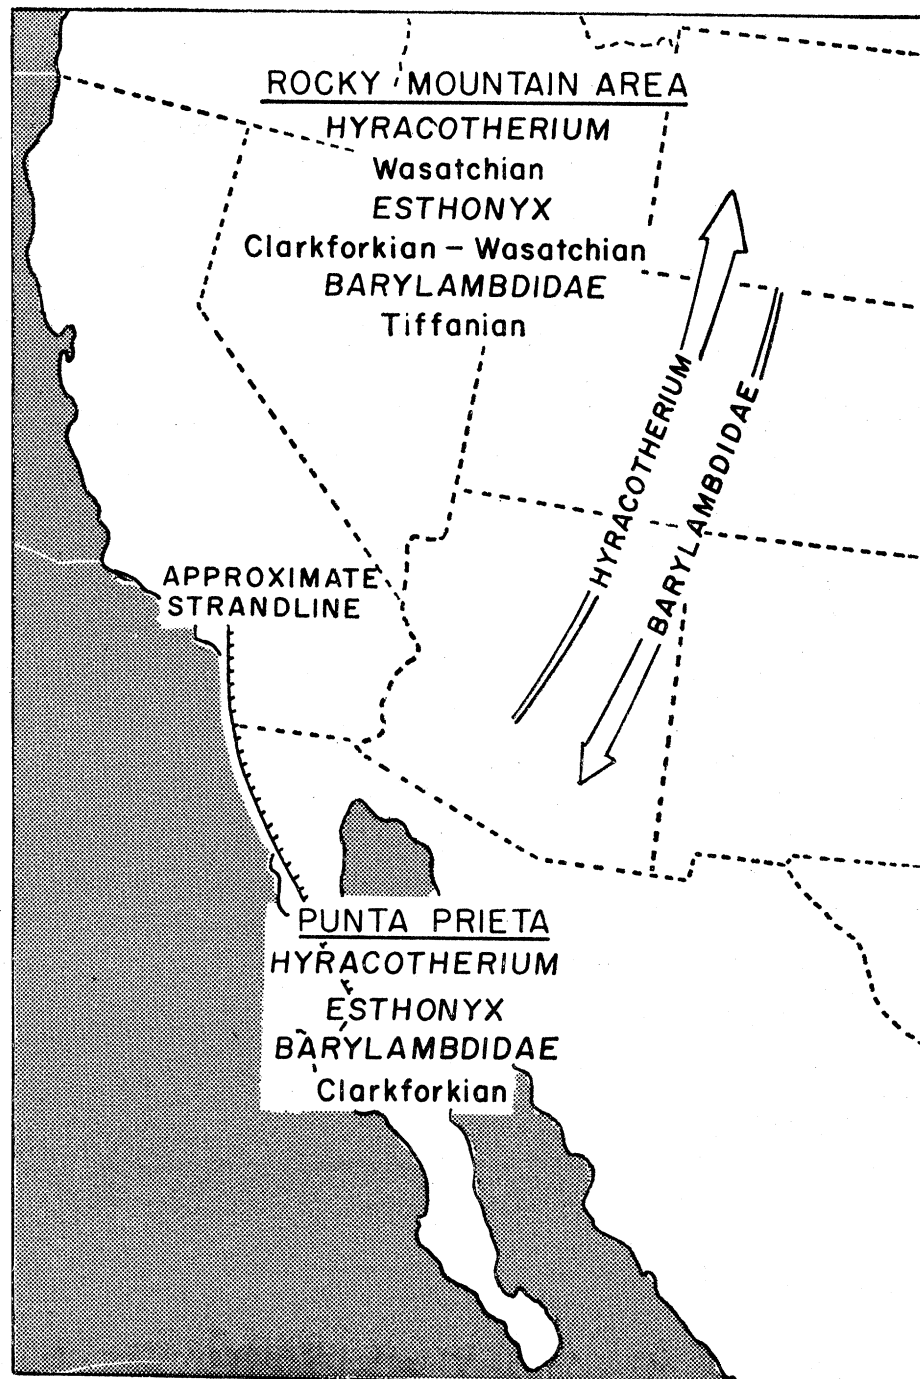 ROCKY MOUNTAIN AREA
HYRACOTHERIUM
Wasatchian
ESTHONYX
Clarkforkian – Wasatchian
BARYLAMBDIDAE
Tiffanian
HYRACOTHERIUM
BARYLAMBDIDAE
APPROXIMATE
STRANDLINE
PUNTA PRIETA
HYRACOTHERIUM
ESTHONYX
BARYLAMBDIDAE
Clarkforkian